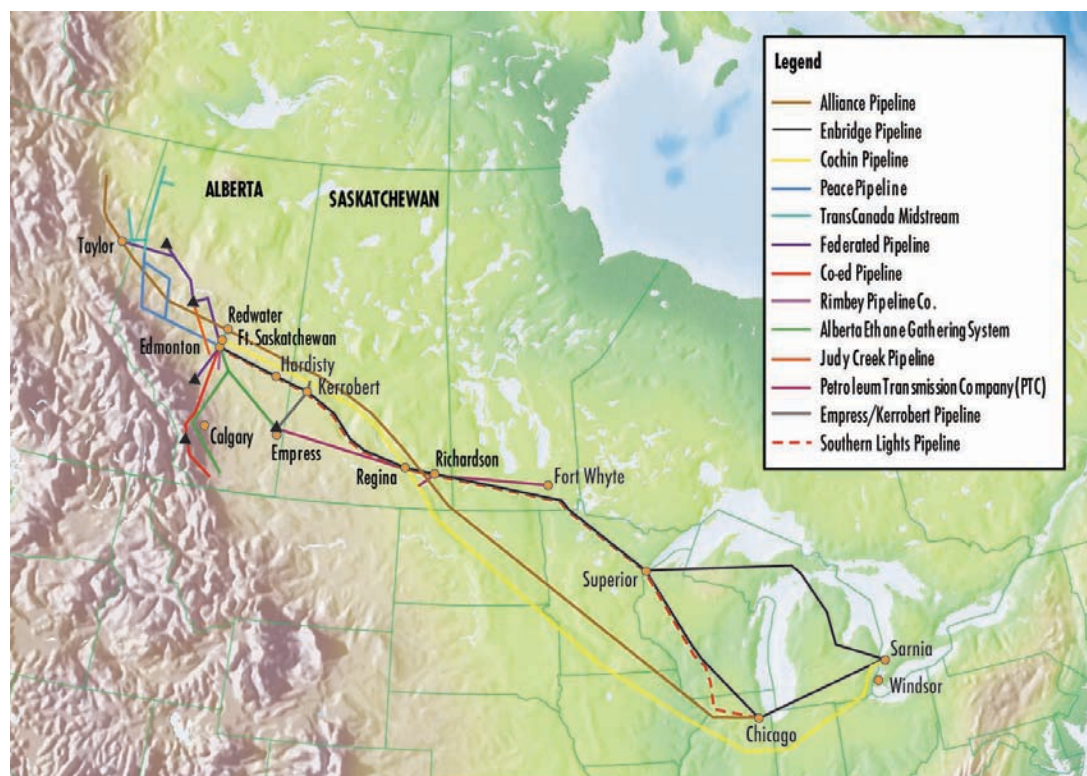 Legend
Alliance Pipeline
Enbridge Pipeline
Cochin Pipeline
Peace Pipeline
TransCanada Midstream
Federated Pipeline
Co-ed Pipeline
Rimbey Pipeline Co.
Alberta Ethane Gathering System
Judy Creek Pipeline
Petroleum Transmission Company (PTC)
Empress/Kerrobert Pipeline
Southern Lights Pipeline
ALBERTA
SASKATCHEWAN
Taylor
Redwater
Ft. Saskatchewan
Edmonton
Hardisty
Kerrobert
Calgary
Empress
Regina
Richardson
Fort Whyte
Superior
Sarnia
Windsor
Chicago